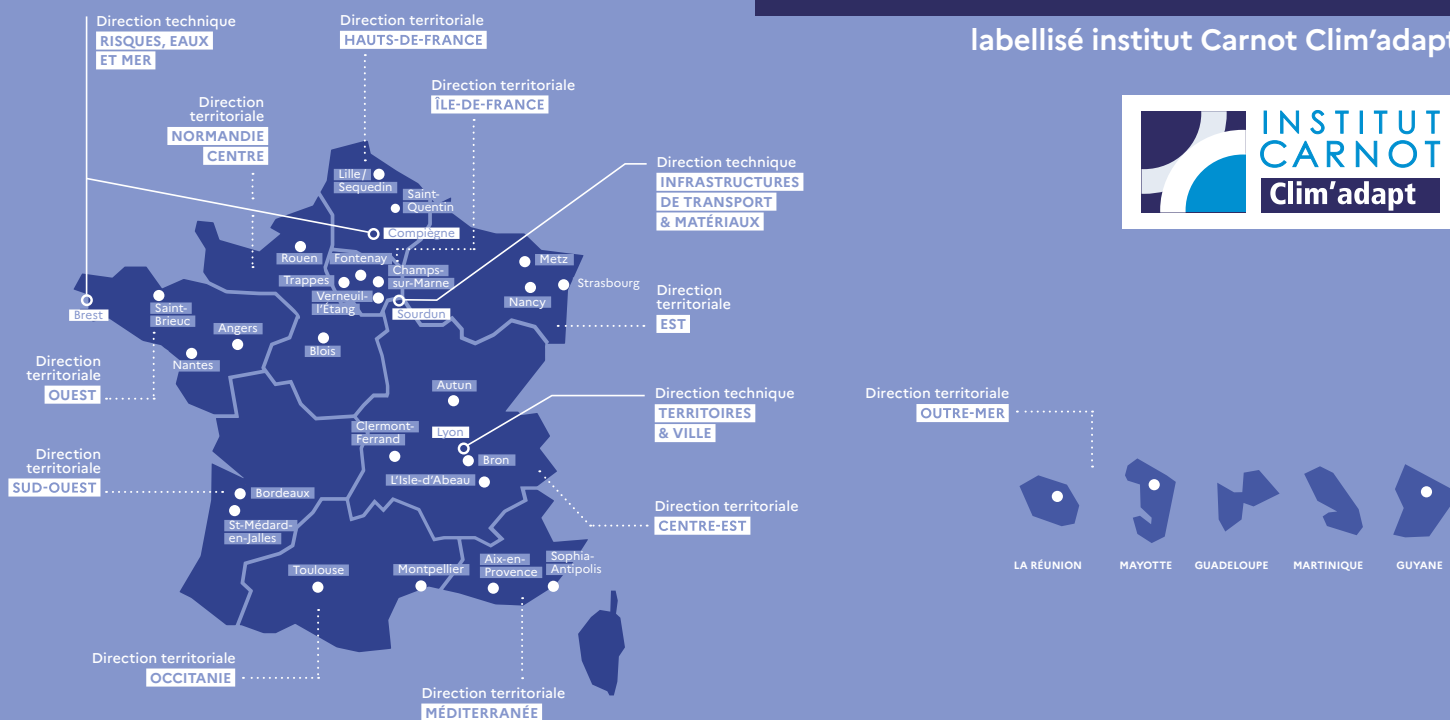 Direction technique
RISQUES, EAUX
ET MER
Direction territoriale
HAUTS-DE-FRANCE
Direction territoriale
ÎLE-DE-FRANCE
Direction
territoriale
NORMANDIE
CENTRE
labellisé institut Carnot Clim'adapt
INSTITUT
CARNOT
Clim'adapt
Direction technique
INFRASTRUCTURES
DE TRANSPORT
& MATÉRIAUX
Lille/
Sequedin
Saint-
Quentin
Compiègne
Rouen
Fontenay
Trappes
Champs-
sur-Marne
Verneuil-
l'Étang
Sourdun
Metz
Strasbourg
Nancy
Direction
territoriale
EST
Brest
Saint-
Brieuc
Angers
Nantes
Blois
Direction
territoriale
OUEST
Autun
Clermont-
Ferrand
Lyon
Bron
L'Isle-d'Abeau
Direction technique
TERRITOIRES
& VILLE
Direction territoriale
OUTRE-MER
Direction
territoriale
SUD-OUEST
Bordeaux
St-Médard-
en-Jalles
Direction territoriale
CENTRE-EST
Toulouse
Montpellier
Aix-en-
Provence
Sophia-
Antipolis
LA RÉUNION
MAYOTTE
GUADELOUPE
MARTINIQUE
GUYANE
Direction territoriale
OCCITANIE
Direction territoriale
MÉDITERRANÉE